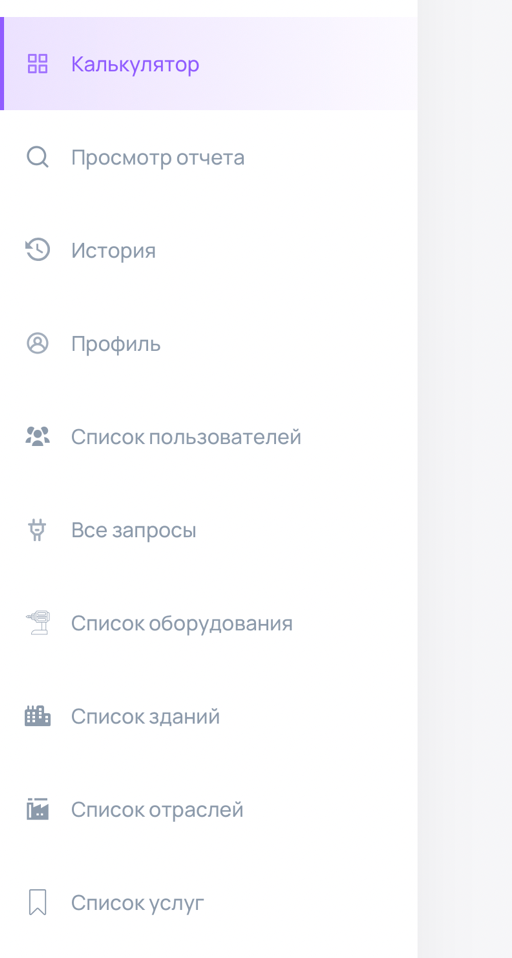 Калькулятор
Просмотр отчета
История
Профиль
Список пользователей
Все запросы
Список оборудования
Список зданий
Список отраслей
Список услуг